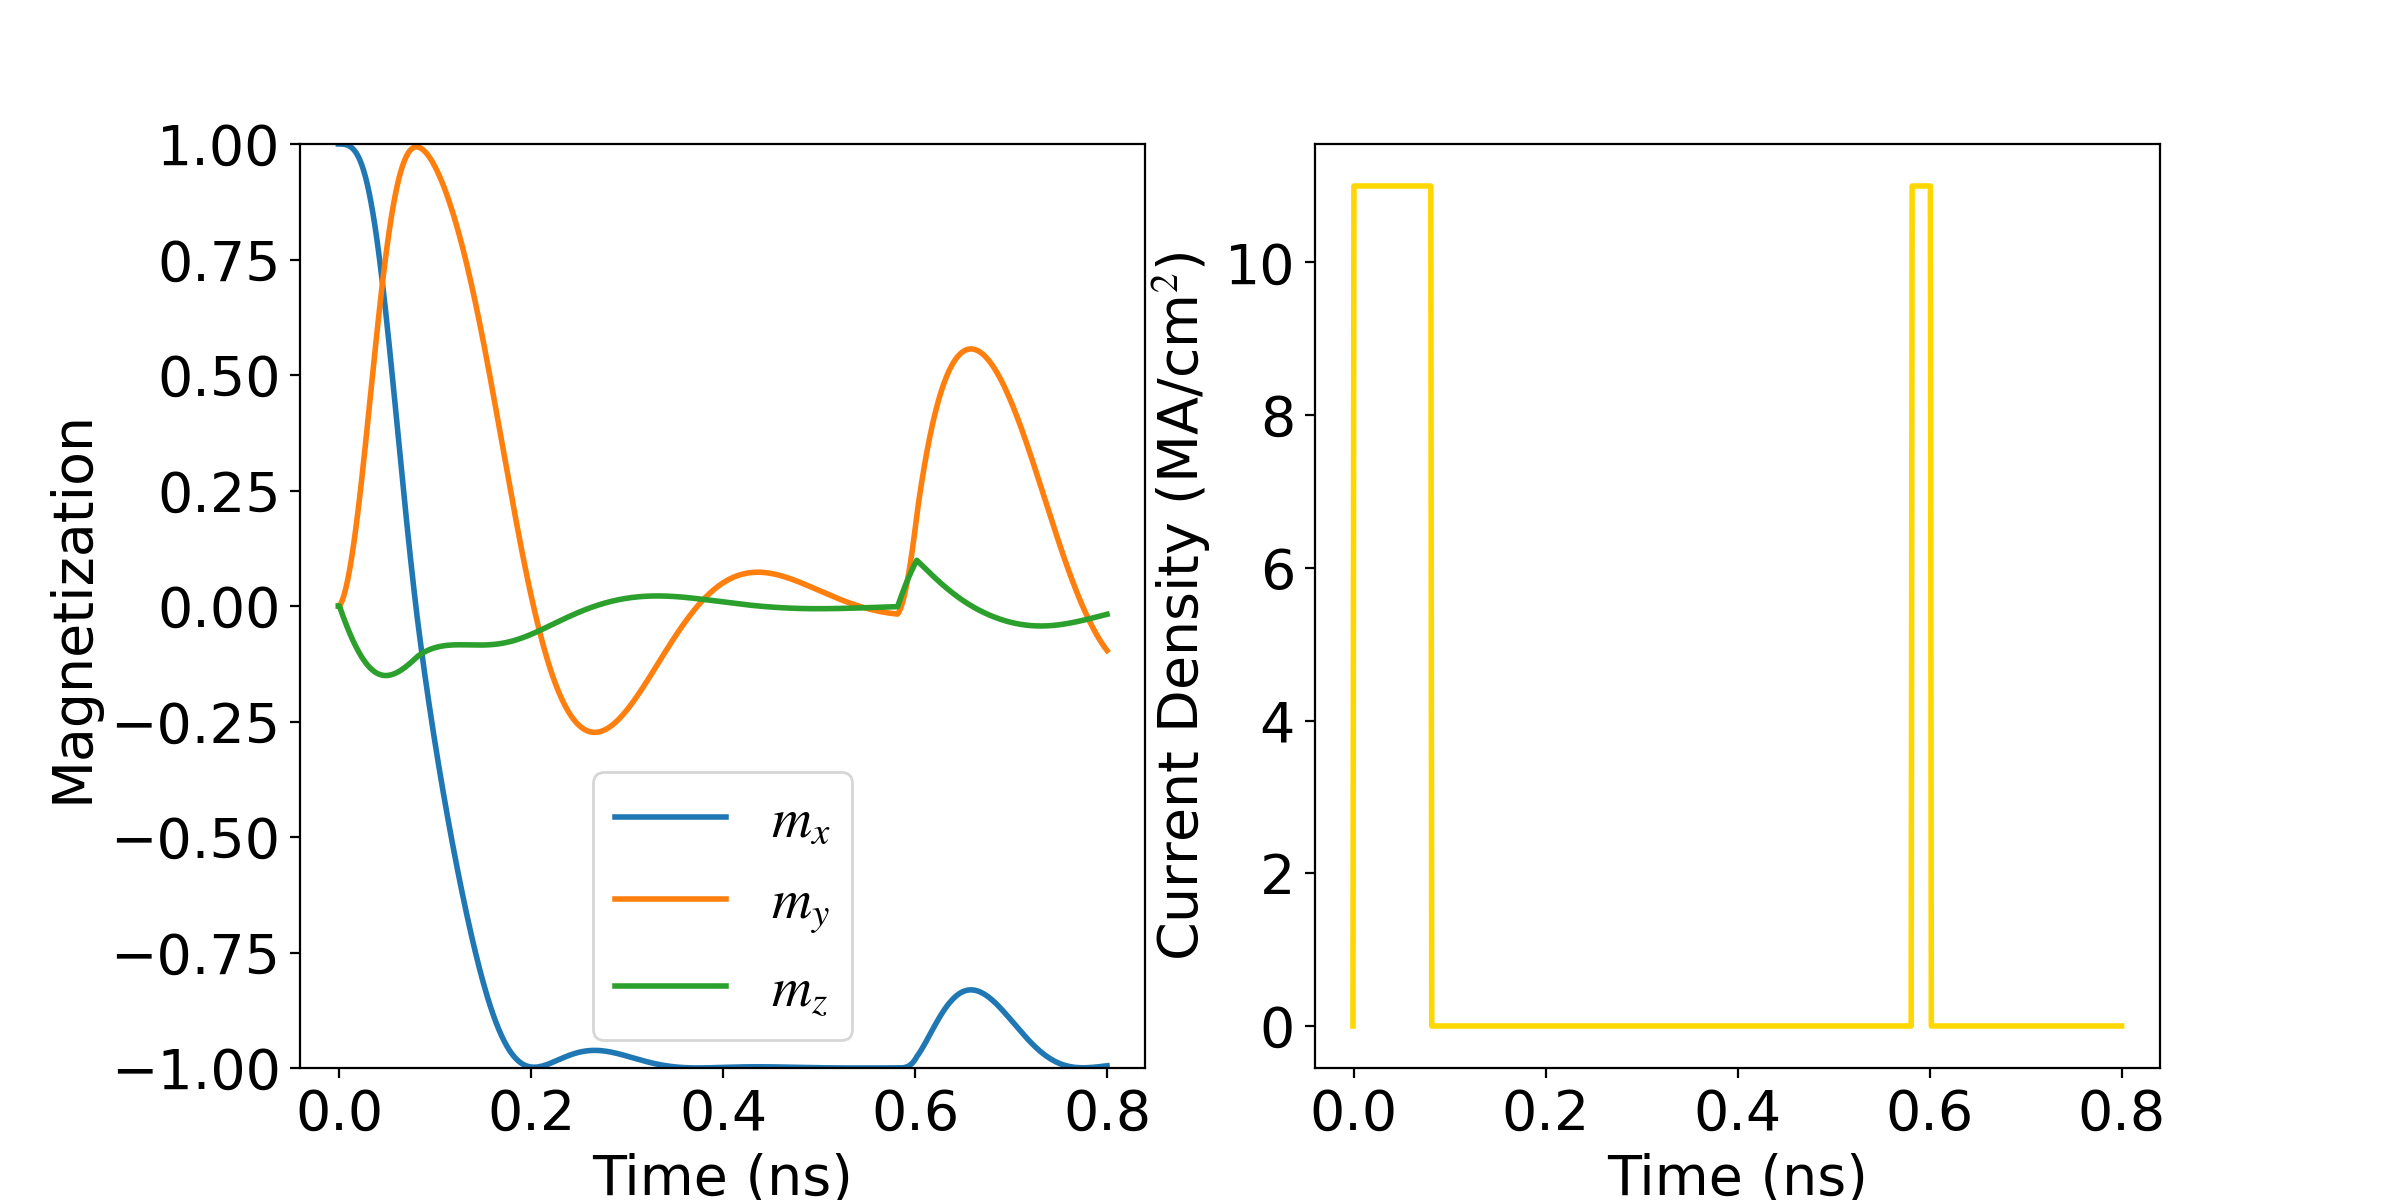 Magnetization
1.00
0.75
0.50
0.25
0.00
−0.25
−0.50
−0.75
−1.00
0.0 0.2 0.4 0.6 0.8
Time (ns)
m_x
m_y
m_z
Current Density (MA/cm²)
10
8
6
4
2
0
0.0 0.2 0.4 0.6 0.8
Time (ns)